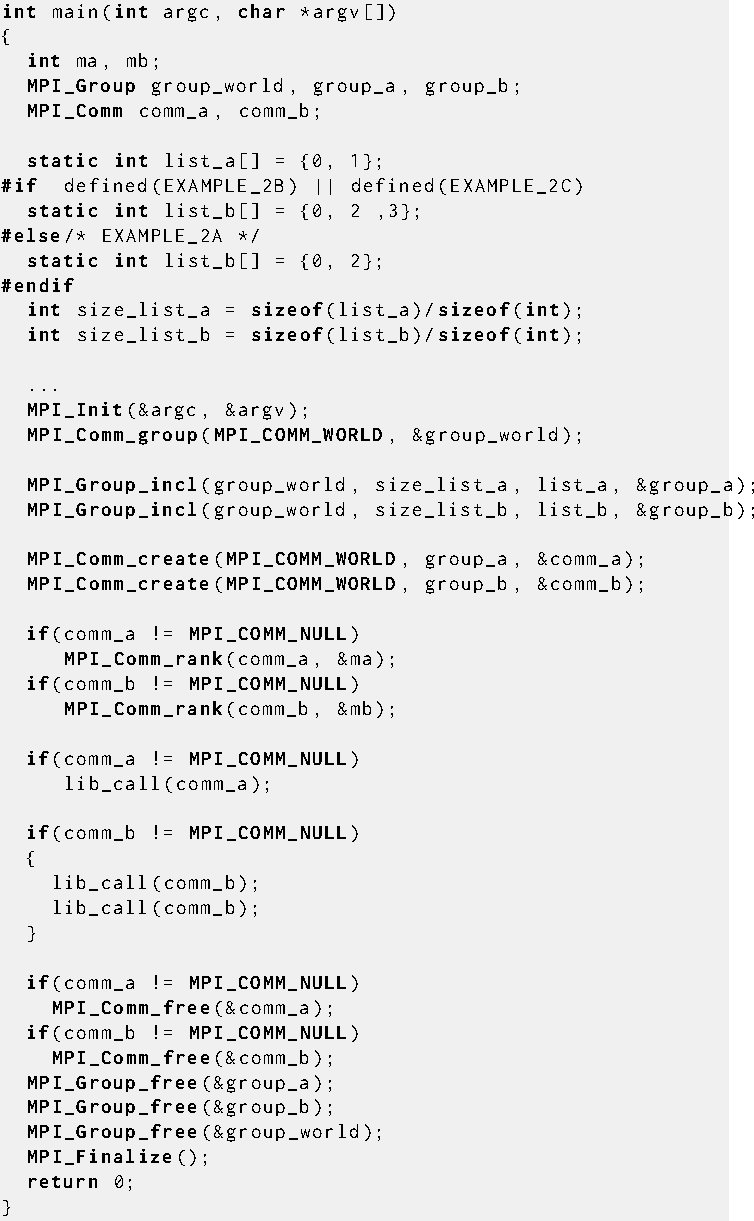 int main(int argc, char *argv[])
{
  int ma, mb;
  MPI_Group group_world, group_a, group_b;
  MPI_Comm comm_a, comm_b;

  static int list_a[] = {0, 1};
#if  defined(EXAMPLE_2B) || defined(EXAMPLE_2C)
  static int list_b[] = {0, 2 ,3};
#else/* EXAMPLE_2A */
  static int list_b[] = {0, 2};
#endif
  int size_list_a = sizeof(list_a)/sizeof(int);
  int size_list_b = sizeof(list_b)/sizeof(int);

  ...
  MPI_Init(&argc, &argv);
  MPI_Comm_group(MPI_COMM_WORLD, &group_world);

  MPI_Group_incl(group_world, size_list_a, list_a, &group_a);
  MPI_Group_incl(group_world, size_list_b, list_b, &group_b);

  MPI_Comm_create(MPI_COMM_WORLD, group_a, &comm_a);
  MPI_Comm_create(MPI_COMM_WORLD, group_b, &comm_b);

  if(comm_a != MPI_COMM_NULL)
     MPI_Comm_rank(comm_a, &ma);
  if(comm_b != MPI_COMM_NULL)
     MPI_Comm_rank(comm_b, &mb);

  if(comm_a != MPI_COMM_NULL)
     lib_call(comm_a);

  if(comm_b != MPI_COMM_NULL)
  {
    lib_call(comm_b);
    lib_call(comm_b);
  }

  if(comm_a != MPI_COMM_NULL)
    MPI_Comm_free(&comm_a);
  if(comm_b != MPI_COMM_NULL)
    MPI_Comm_free(&comm_b);
  MPI_Group_free(&group_a);
  MPI_Group_free(&group_b);
  MPI_Group_free(&group_world);
  MPI_Finalize();
  return 0;
}